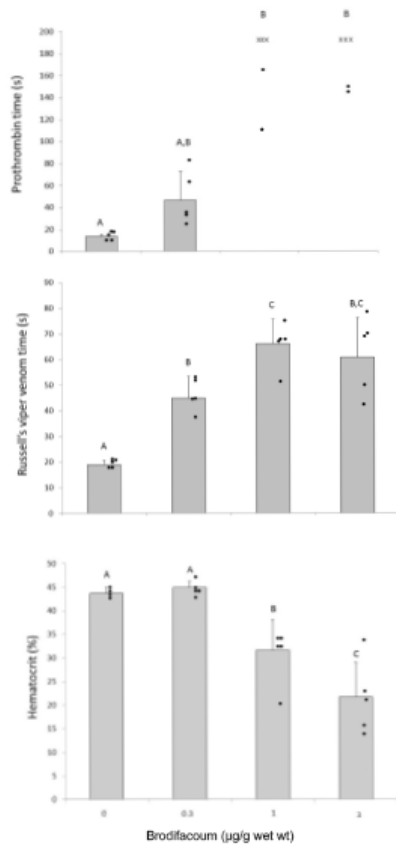 B
B
xxx
xxx
200
180
160
140
120
100
80
60
40
20
0
Prothrombin time (s)
A
A,B
90
80
70
60
50
40
30
20
10
0
Russell's viper venom time (s)
A
B
C
B,C
50
45
40
35
30
25
20
15
10
5
0
Hematocrit (%)
A
A
B
C
0
0.3
1
3
Brodifacoum (µg/g wet wt)